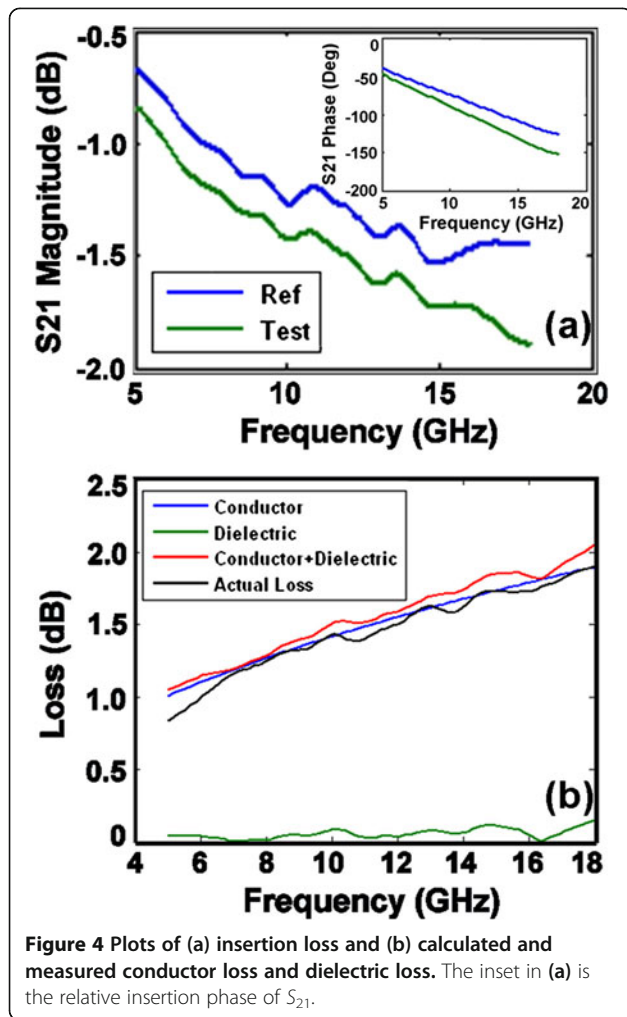 -0.5
-1.0
-1.5
-2.0
S21 Magnitude (dB)
5
10
15
20
Frequency (GHz)
Ref
Test
(a)
0
-50
-100
-150
-200
S21 Phase (Deg)
5
10
15
20
Frequency (GHz)
2.5
2.0
1.5
1.0
0.5
0
Loss (dB)
Conductor
Dielectric
Conductor+Dielectric
Actual Loss
(b)
4
6
8
10
12
14
16
18
Frequency (GHz)
Figure 4 Plots of (a) insertion loss and (b) calculated and
measured conductor loss and dielectric loss. The inset in (a) is
the relative insertion phase of S21.